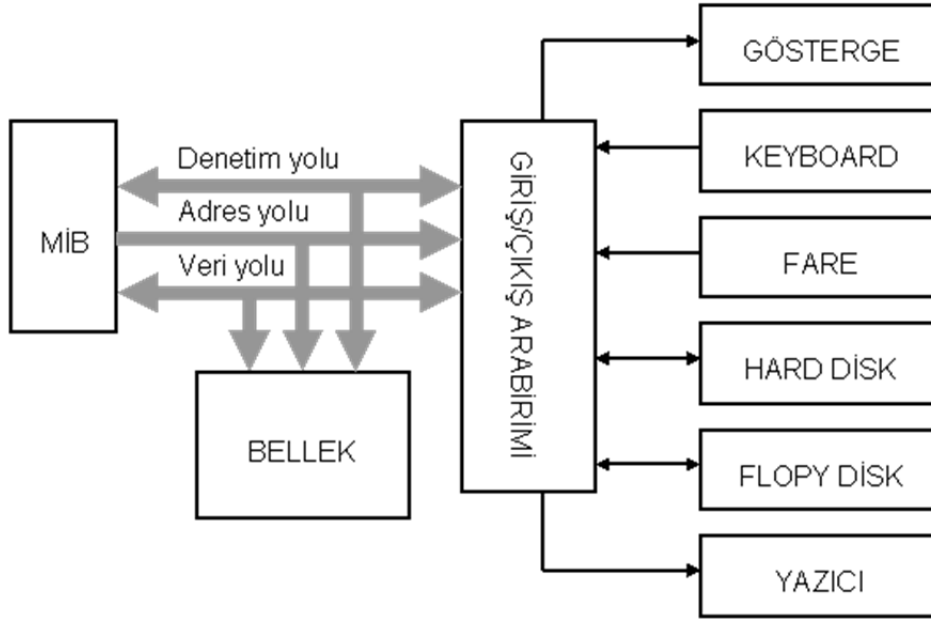 GÖSTERGE
KEYBOARD
Denetim yolu
Adres yolu
MİB
Veri yolu
GİRİŞ/ÇIKIŞ ARABİRİMİ
FARE
HARD DİSK
BELLEK
FLOPY DİSK
YAZICI